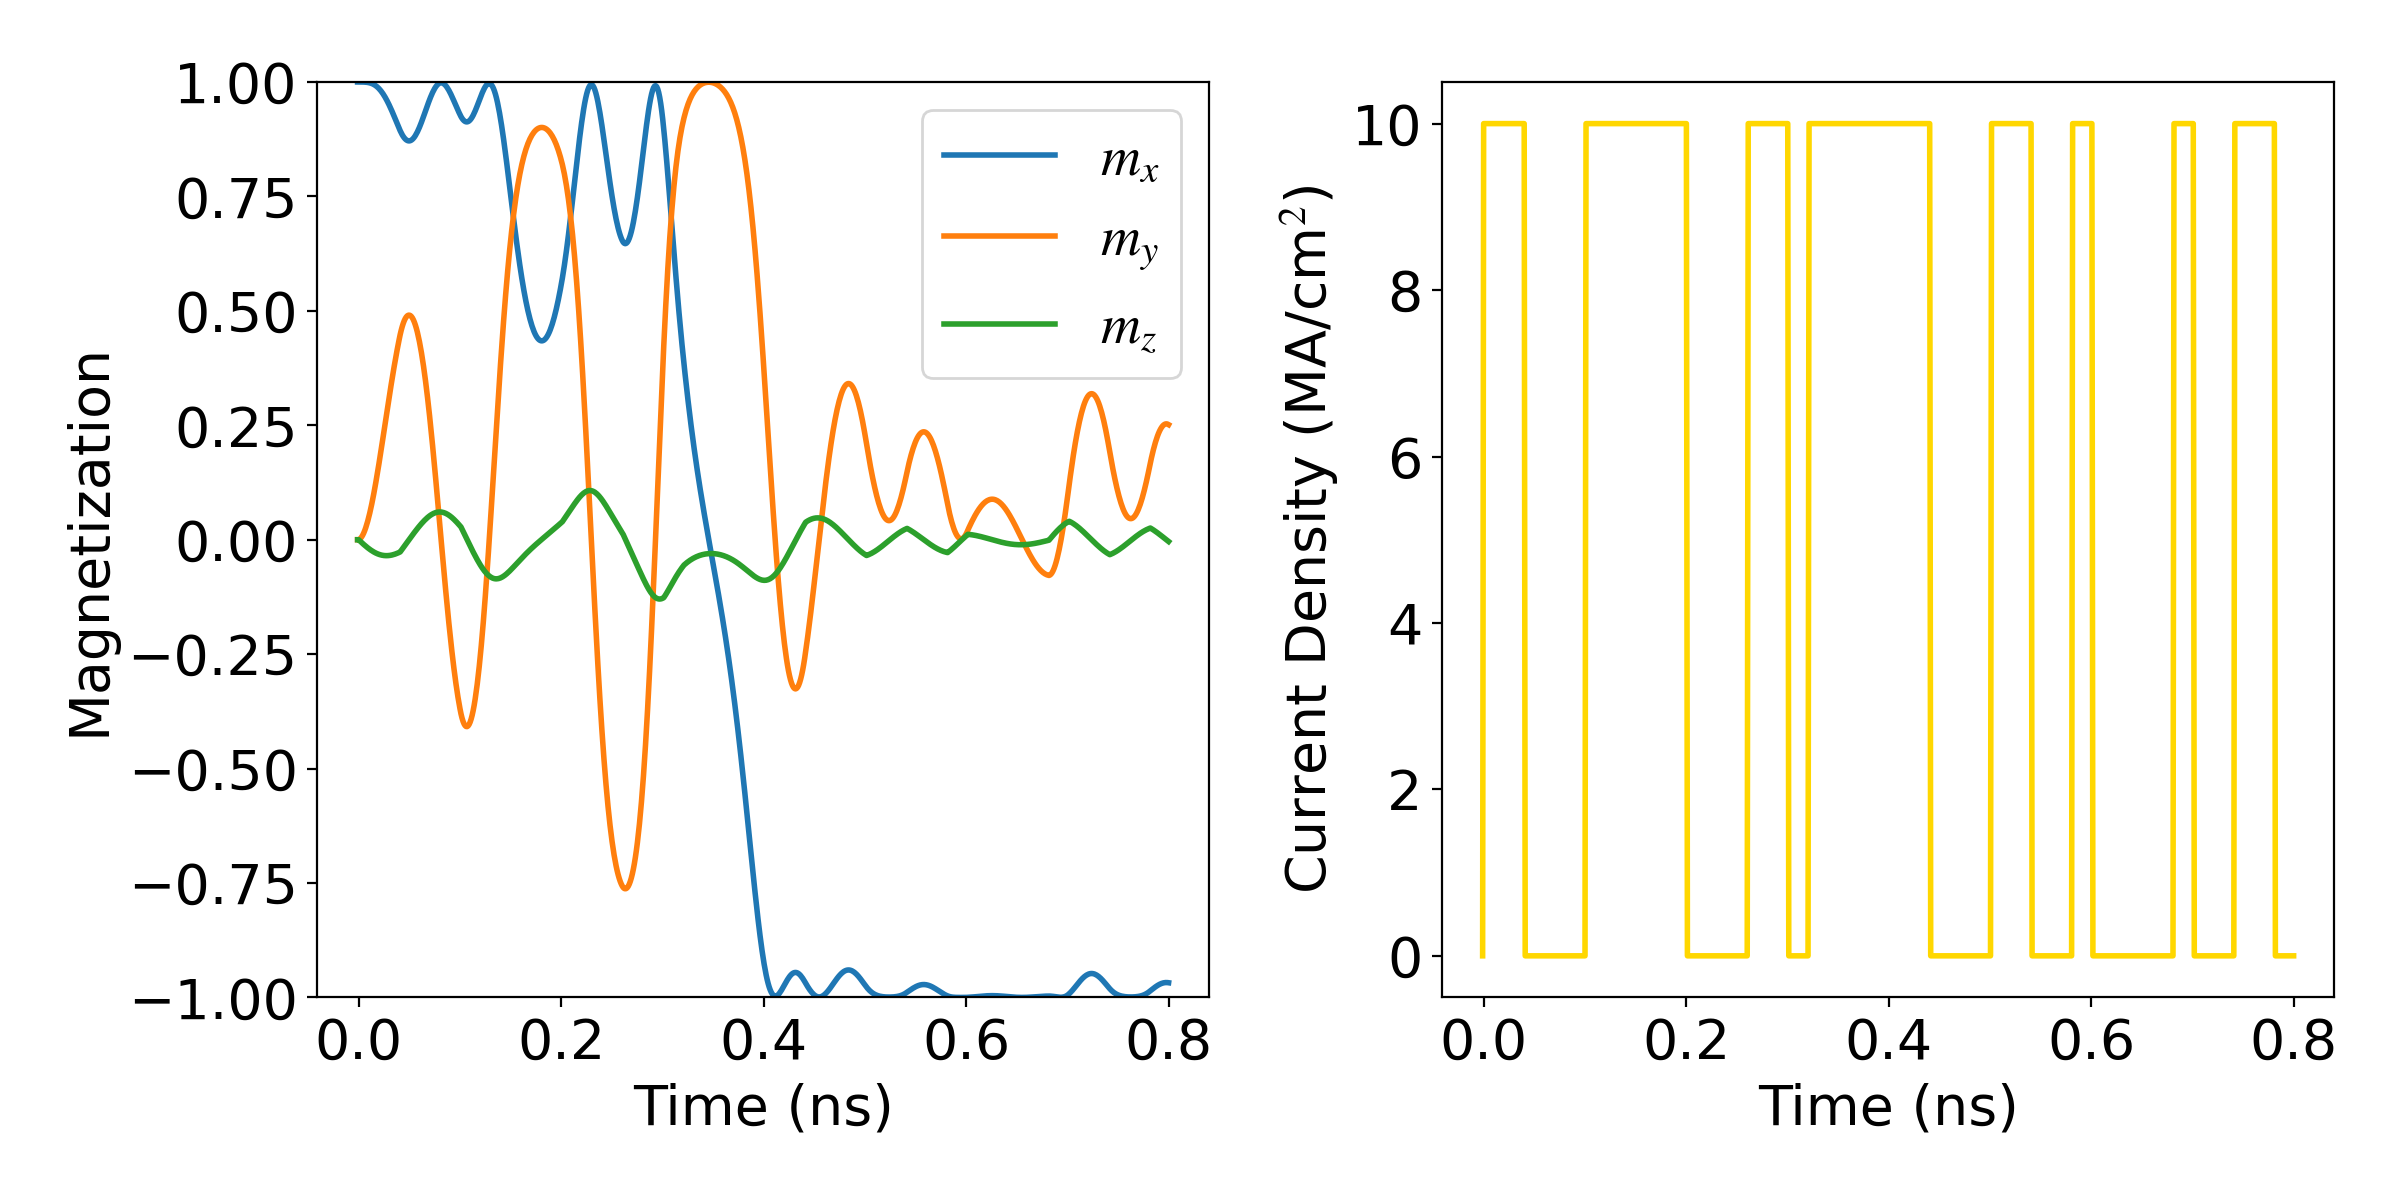 1.00
0.75
0.50
0.25
0.00
−0.25
−0.50
−0.75
−1.00
Magnetization
0.0 0.2 0.4 0.6 0.8
Time (ns)
m_x
m_y
m_z
10
8
6
4
2
0
Current Density (MA/cm²)
0.0 0.2 0.4 0.6 0.8
Time (ns)